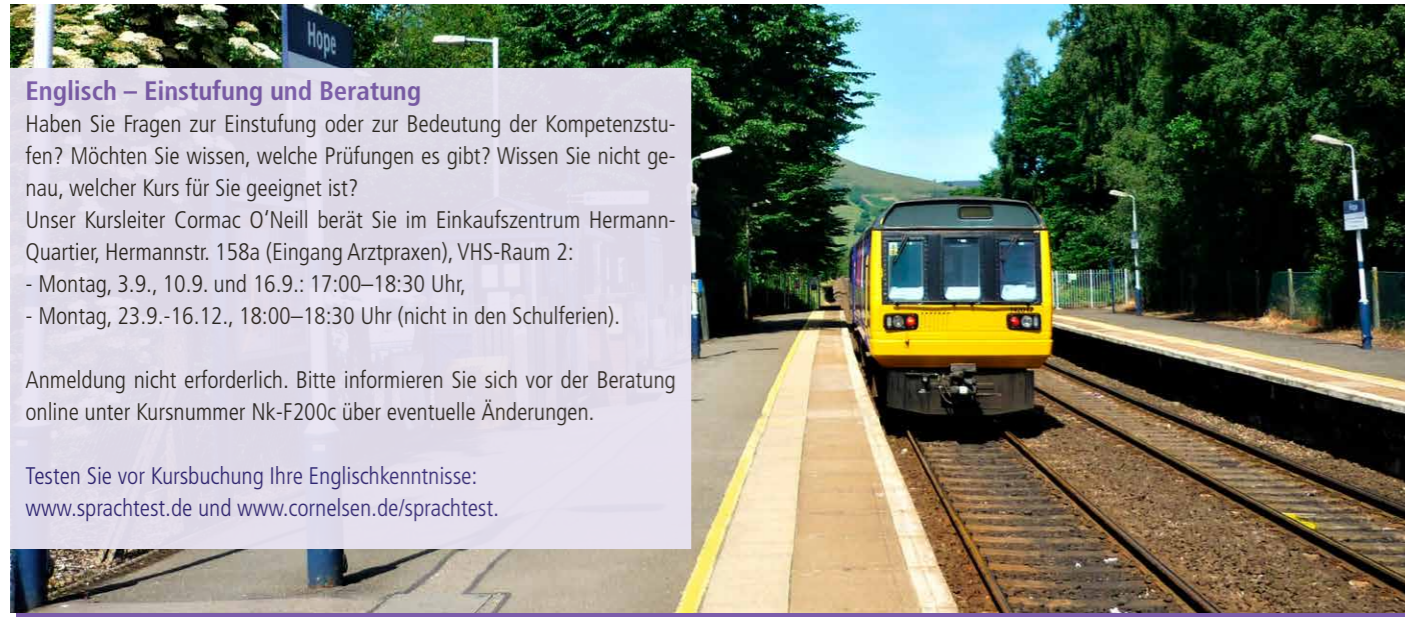 Hope
Englisch – Einstufung und Beratung
Haben Sie Fragen zur Einstufung oder zur Bedeutung der Kompetenzstu-
fen? Möchten Sie wissen, welche Prüfungen es gibt? Wissen Sie nicht ge-
nau, welcher Kurs für Sie geeignet ist?
Unser Kursleiter Cormac O’Neill berät Sie im Einkaufszentrum Hermann-
Quartier, Hermannstr. 158a (Eingang Arztpraxen), VHS-Raum 2:
- Montag, 3.9., 10.9. und 16.9.: 17:00–18:30 Uhr,
- Montag, 23.9.-16.12., 18:00–18:30 Uhr (nicht in den Schulferien).
Anmeldung nicht erforderlich. Bitte informieren Sie sich vor der Beratung
online unter Kursnummer Nk-F200c über eventuelle Änderungen.
Testen Sie vor Kursbuchung Ihre Englischkenntnisse:
www.sprachtest.de und www.cornelsen.de/sprachtest.
Hope